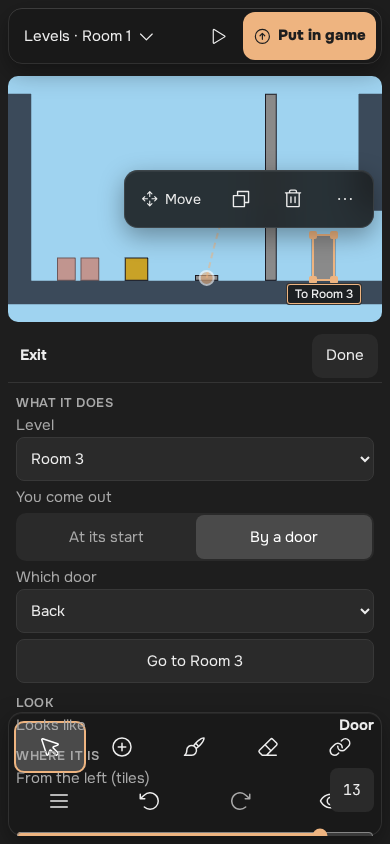 Levels · Room 1
Put in game
Move
To Room 3
Exit
Done
WHAT IT DOES
Level
Room 3
You come out
At its start
By a door
Which door
Back
Go to Room 3
LOOK
Looks like
Door
WHERE IT IS
From the left (tiles)
13